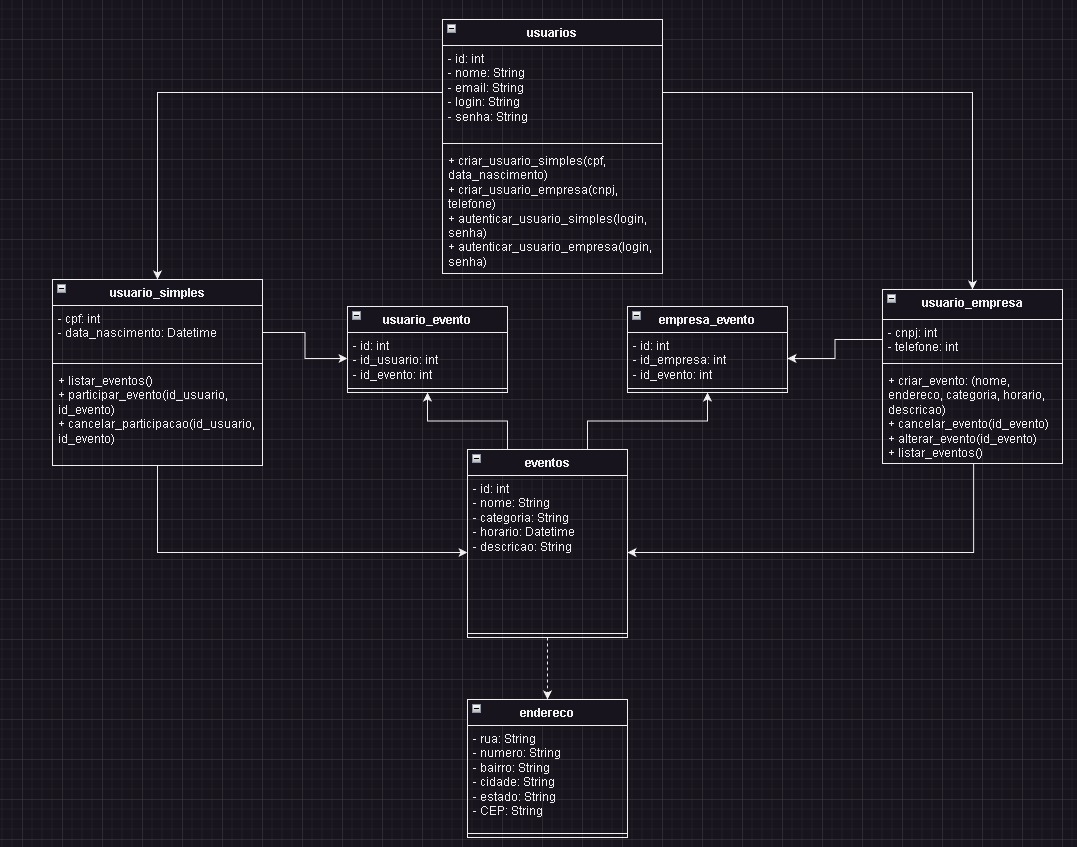 usuarios
- id: int
- nome: String
- email: String
- login: String
- senha: String
+ criar_usuario_simples(cpf,
data_nascimento)
+ criar_usuario_empresa(cnpj,
telefone)
+ autenticar_usuario_simples(login,
senha)
+ autenticar_usuario_empresa(login,
senha)
usuario_simples
- cpf: int
- data_nascimento: Datetime
+ listar_eventos()
+ participar_evento(id_usuario,
id_evento)
+ cancelar_participacao(id_usuario,
id_evento)
usuario_evento
- id: int
- id_usuario: int
- id_evento: int
empresa_evento
- id: int
- id_empresa: int
- id_evento: int
usuario_empresa
- cnpj: int
- telefone: int
+ criar_evento: (nome,
endereco, categoria, horario,
descricao)
+ cancelar_evento(id_evento)
+ alterar_evento(id_evento)
+ listar_eventos()
eventos
- id: int
- nome: String
- categoria: String
- horario: Datetime
- descricao: String
endereco
- rua: String
- numero: String
- bairro: String
- cidade: String
- estado: String
- CEP: String